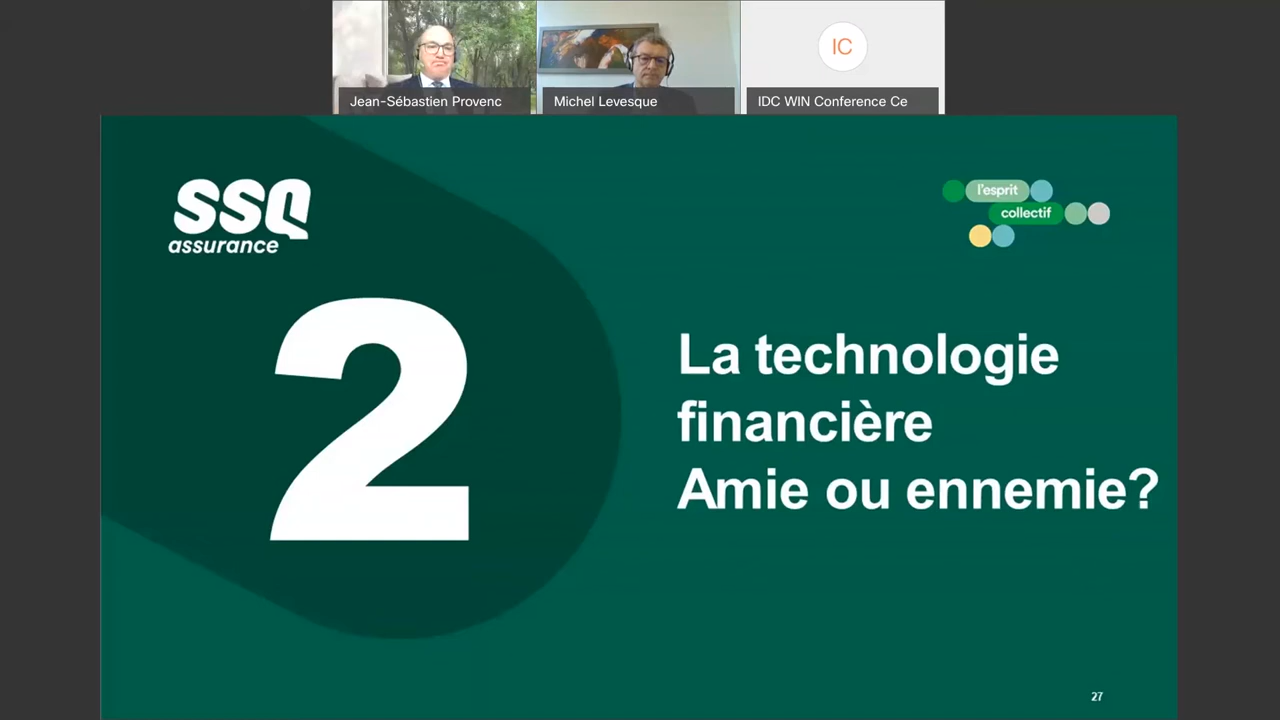 Jean-Sébastien Provenc
Michel Levesque
IC
IDC WIN Conference Ce
SSQ
assurance
l'esprit
collectif
2
La technologie
financière
Amie ou ennemie?
27